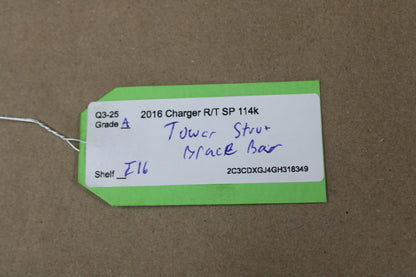 Q3-25 2016 Charger R/T SP 114k
Grade A
Tower Strut
Brace Bar
Shelf I16 2C3CDXGJ4GH318349